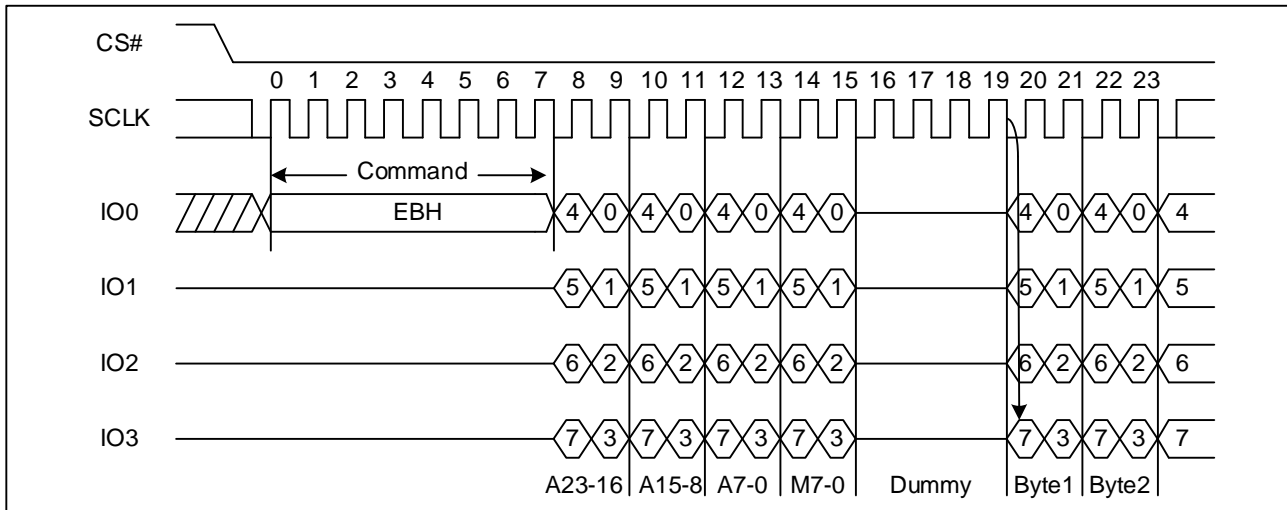 CS#
0 1 2 3 4 5 6 7 8 9 10 11 12 13 14 15 16 17 18 19 20 21 22 23
SCLK
Command
IO0 EBH 4 0 4 0 4 0 4 0 4 0 4 0 4
IO1 5 1 5 1 5 1 5 1 5 1 5 1 5
IO2 6 2 6 2 6 2 6 2 6 2 6 2 6
IO3 7 3 7 3 7 3 7 3 7 3 7 3 7
A23-16 A15-8 A7-0 M7-0 Dummy Byte1 Byte2